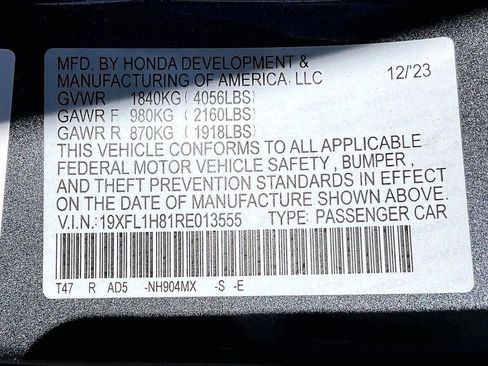 MFD. BY HONDA DEVELOPMENT &
MANUFACTURING OF AMERICA, LLC 12/23
GVWR 1840KG ( 4056LBS)
GAWR F 980KG ( 2160LBS)
GAWR R 870KG ( 1918LBS)
THIS VEHICLE CONFORMS TO ALL APPLICABLE
FEDERAL MOTOR VEHICLE SAFETY , BUMPER,
AND THEFT PREVENTION STANDARDS IN EFFECT
ON THE DATE OF MANUFACTURE SHOWN ABOVE.
V.I.N.: 19XFL1H81RE013555 TYPE: PASSENGER CAR
T47 R AD5 -NH904MX -S -E